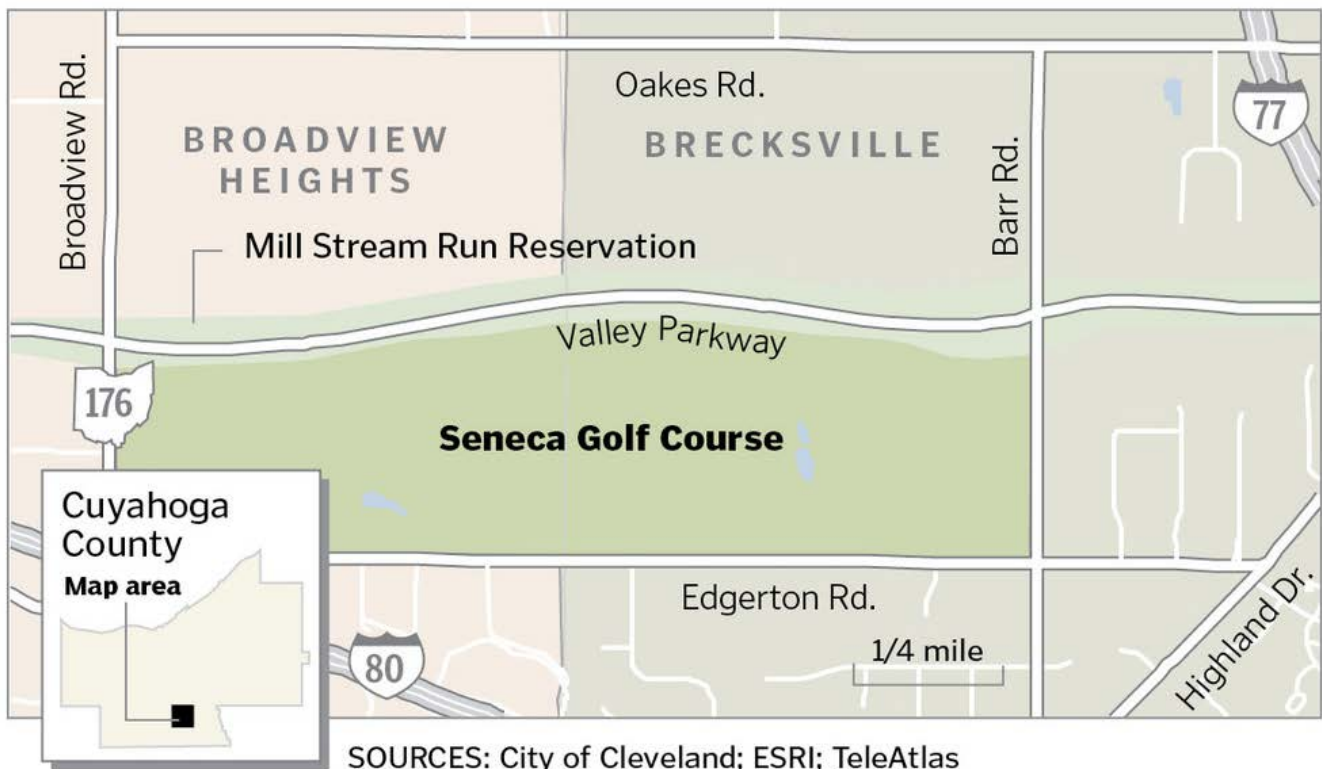 Broadview Rd.
Oakes Rd.
77
BROADVIEW
HEIGHTS
BRECKSVILLE
Barr Rd.
Mill Stream Run Reservation
Valley Parkway
176
Seneca Golf Course
Cuyahoga
County
Map area
Edgerton Rd.
80
1/4 mile
Highland Dr.
SOURCES: City of Cleveland; ESRI; TeleAtlas